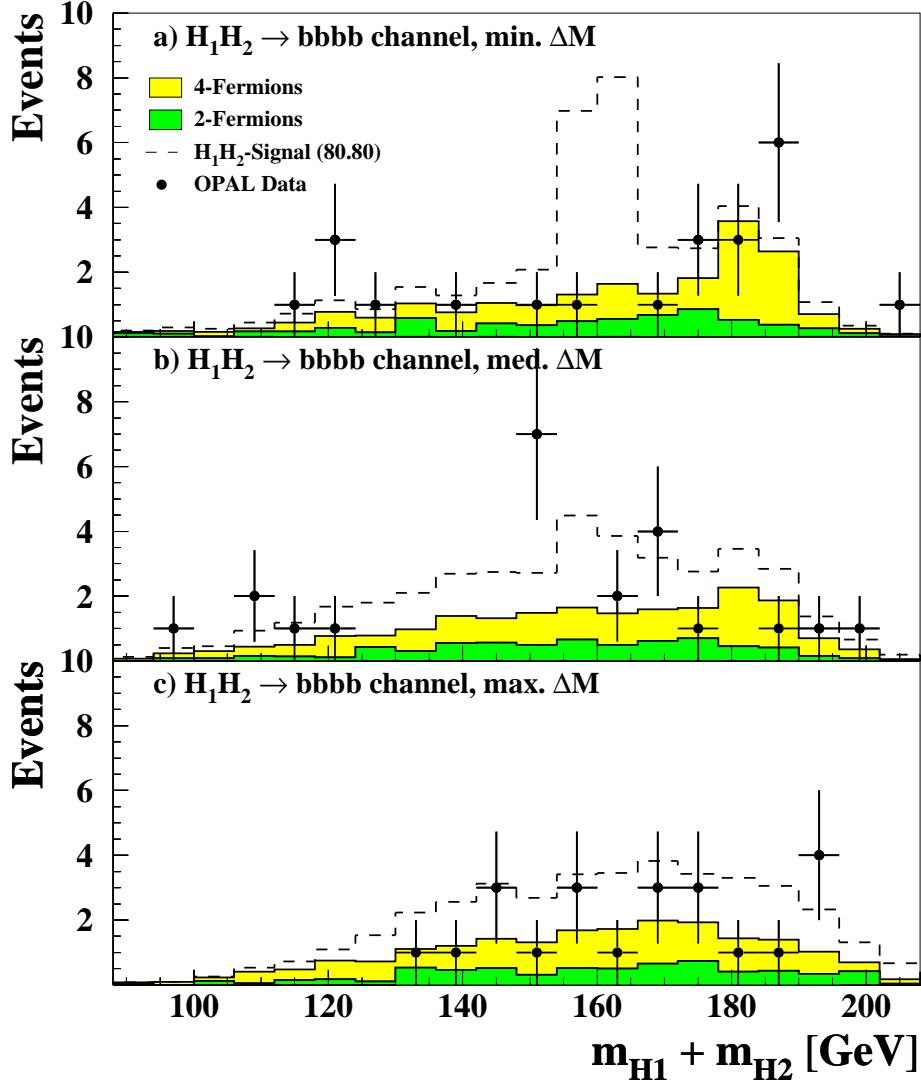 Events
10
8
6
4
2
a) H₁H₂ → bbbb channel, min. ΔM
4-Fermions
2-Fermions
H₁H₂-Signal (80.80)
OPAL Data
Events
10
8
6
4
2
b) H₁H₂ → bbbb channel, med. ΔM
Events
10
8
6
4
2
c) H₁H₂ → bbbb channel, max. ΔM
100 120 140 160 180 200
m_H1 + m_H2 [GeV]